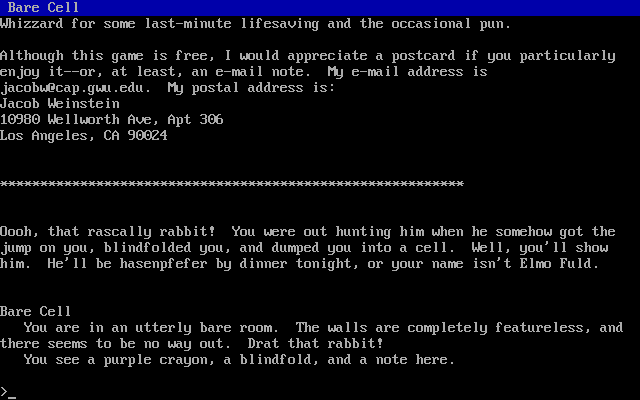 Bare Cell
Whizzard for some last-minute lifesaving and the occasional pun.
Although this game is free, I would appreciate a postcard if you particularly
enjoy it--or, at least, an e-mail note.  My e-mail address is
jacobw@cap.gwu.edu.  My postal address is:
Jacob Weinstein
10980 Wellworth Ave, Apt 306
Los Angeles, CA 90024
**********************************************************
Oooh, that rascally rabbit!  You were out hunting him when he somehow got the
jump on you, blindfolded you, and dumped you into a cell.  Well, you'll show
him.  He'll be hasenpfefer by dinner tonight, or your name isn't Elmo Fuld.
Bare Cell
You are in an utterly bare room.  The walls are completely featureless, and
there seems to be no way out.  Drat that rabbit!
You see a purple crayon, a blindfold, and a note here.
>_